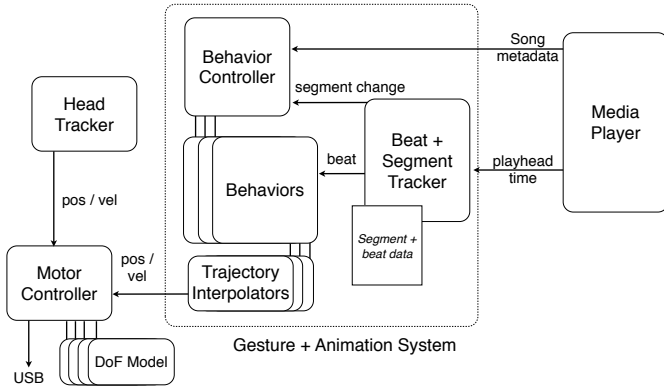 Behavior
Controller
Song
metadata
segment change
Head
Tracker
Media
Player
Beat +
Segment
Tracker
beat
playhead
time
Behaviors
pos / vel
Segment +
beat data
pos /
vel
Motor
Controller
Trajectory
Interpolators
Gesture + Animation System
DoF Model
USB